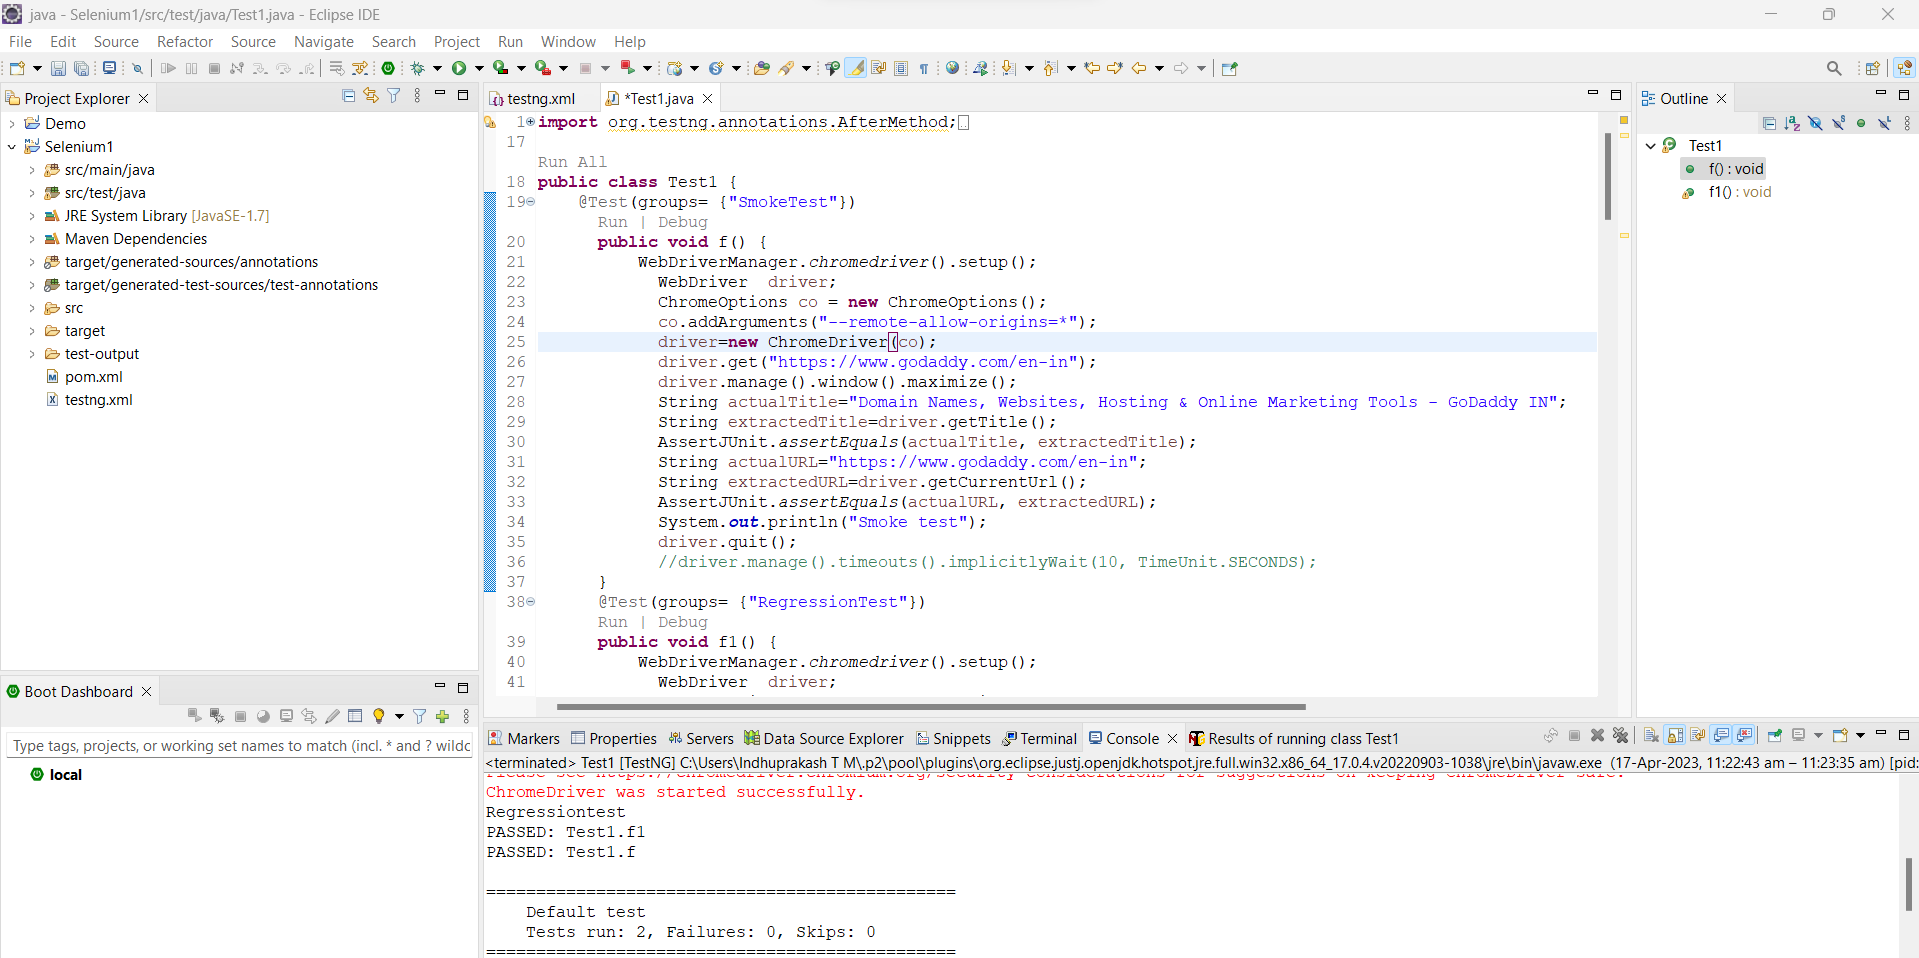 java - Selenium1/src/test/java/Test1.java - Eclipse IDE
File Edit Source Refactor Source Navigate Search Project Run Window Help
Project Explorer
Demo
Selenium1
src/main/java
src/test/java
JRE System Library [JavaSE-1.7]
Maven Dependencies
target/generated-sources/annotations
target/generated-test-sources/test-annotations
src
target
test-output
pom.xml
testng.xml
Boot Dashboard
Type tags, projects, or working set names to match (incl. * and ? wildc
local
testng.xml *Test1.java
1 import org.testng.annotations.AfterMethod;
17
Run All
18 public class Test1 {
19 @Test(groups= {"SmokeTest"})
Run | Debug
20 public void f() {
21 WebDriverManager.chromedriver().setup();
22 WebDriver driver;
23 ChromeOptions co = new ChromeOptions();
24 co.addArguments("--remote-allow-origins=*");
25 driver=new ChromeDriver(co);
26 driver.get("https://www.godaddy.com/en-in");
27 driver.manage().window().maximize();
28 String actualTitle="Domain Names, Websites, Hosting & Online Marketing Tools - GoDaddy IN";
29 String extractedTitle=driver.getTitle();
30 AssertJUnit.assertEquals(actualTitle, extractedTitle);
31 String actualURL="https://www.godaddy.com/en-in";
32 String extractedURL=driver.getCurrentUrl();
33 AssertJUnit.assertEquals(actualURL, extractedURL);
34 System.out.println("Smoke test");
35 driver.quit();
36 //driver.manage().timeouts().implicitlyWait(10, TimeUnit.SECONDS);
37 }
38 @Test(groups= {"RegressionTest"})
Run | Debug
39 public void f1() {
40 WebDriverManager.chromedriver().setup();
41 WebDriver driver;
Outline
Test1
f() : void
f1() : void
Markers Properties Servers Data Source Explorer Snippets Terminal Console Results of running class Test1
<terminated> Test1 [TestNG] C:\Users\Indhuprakash T M\.p2\pool\plugins\org.eclipse.justj.openjdk.hotspot.jre.full.win32.x86_64_17.0.4.v20220903-1038\jre\bin\javaw.exe (17-Apr-2023, 11:22:43 am – 11:23:35 am) [pid:
Please see https://chromedriver.chromium.org/security-considerations for suggestions on keeping ChromeDriver safe.
ChromeDriver was started successfully.
Regressiontest
PASSED: Test1.f1
PASSED: Test1.f
===============================================
Default test
Tests run: 2, Failures: 0, Skips: 0
===============================================